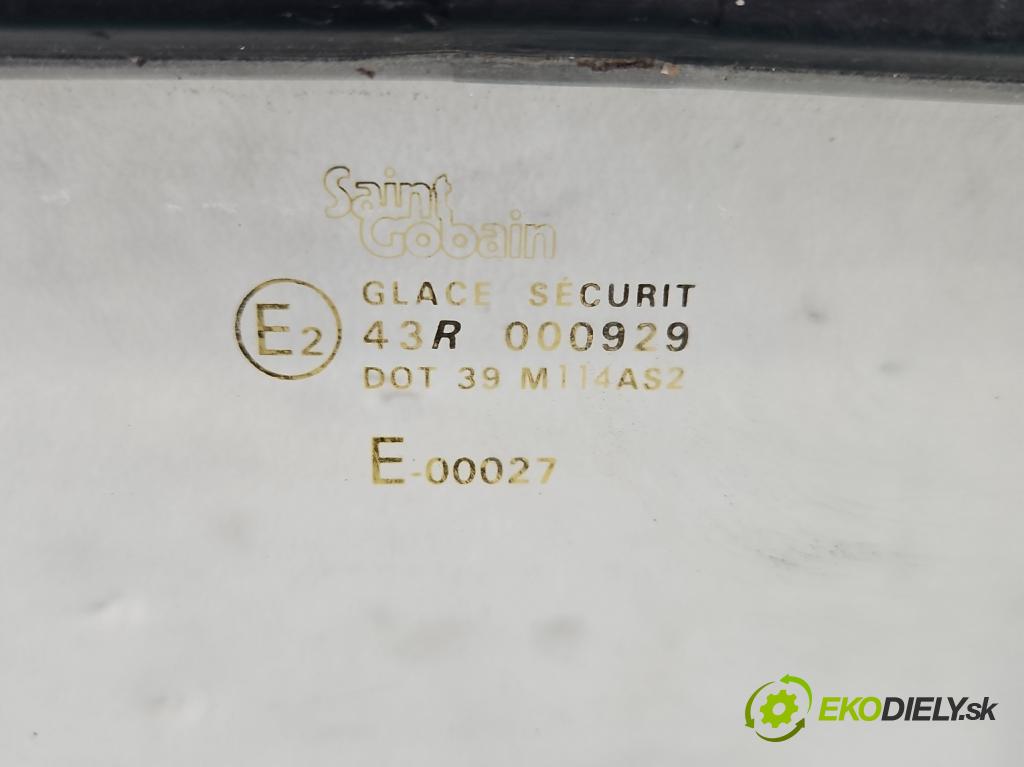 Saint
Gobain
GLACE SÉCURIT
E2 43R 000929
DOT 39 M114AS2
E-00027
EKODIELY.sk